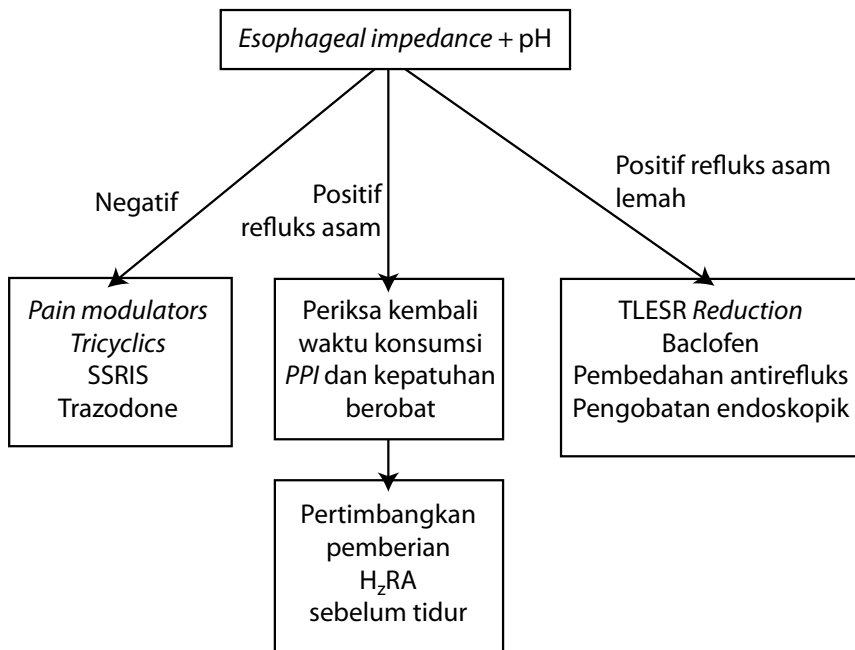 Esophageal impedance + pH
Negatif
Positif
refluks asam
Positif refluks asam
lemah
Pain modulators
Tricyclics
SSRIS
Trazodone
Periksa kembali
waktu konsumsi
PPI dan kepatuhan
berobat
TLESR Reduction
Baclofen
Pembedahan antirefluks
Pengobatan endoskopik
Pertimbangkan
pemberian
HzRA
sebelum tidur